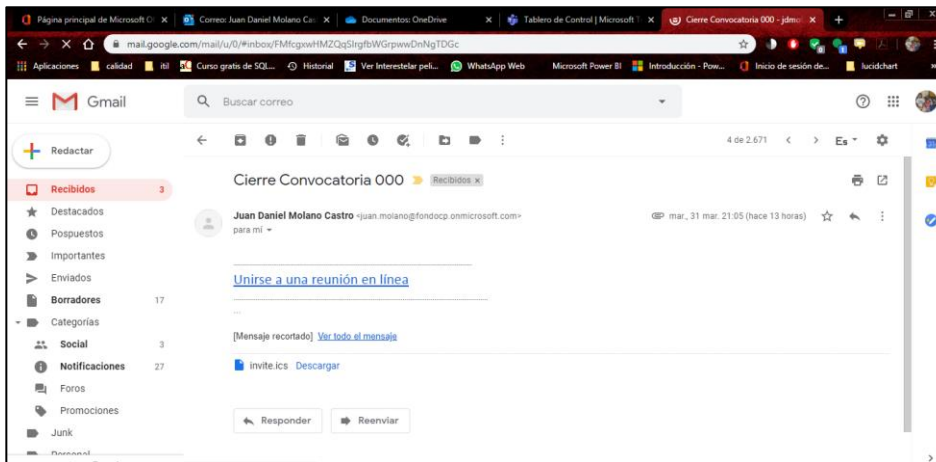 Página principal de Microsoft O
Correo: Juan Daniel Molano Cas
Documentos: OneDrive
Tablero de Control | Microsoft T
Cierre Convocatoria 000 - jdmol
mail.google.com/mail/u/0/#inbox/FMfcgxwHMZQqSlrgfbWGrpwwDnNgTDGc
Aplicaciones calidad itil Curso gratis de SQL... Historial Ver Interestelar peli... WhatsApp Web Microsoft Power BI Introducción - Pow... Inicio de sesión de... lucidchart
Gmail
Buscar correo
Redactar
4 de 2.671
Es
Recibidos 3
Destacados
Pospuestos
Importantes
Enviados
Borradores 17
Categorías
Social 3
Notificaciones 27
Foros
Promociones
Junk
Personal
Cierre Convocatoria 000 Recibidos x
Juan Daniel Molano Castro <juan.molano@fondocp.onmicrosoft.com>
mar., 31 mar. 21:05 (hace 13 horas)
para mí
Unirse a una reunión en línea
...
[Mensaje recortado] Ver todo el mensaje
invite.ics Descargar
Responder Reenviar